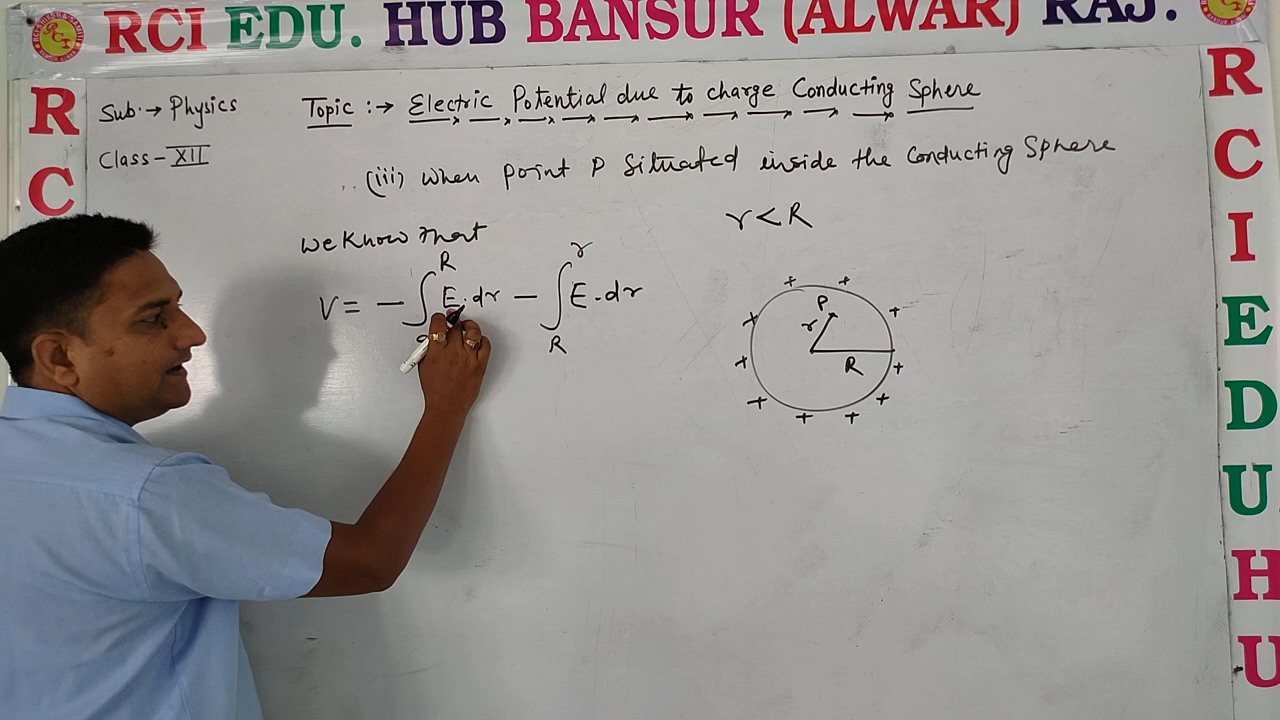 RCI EDU. HUB BANSUR (ALWAR) RAJ.
R
C
R
C
I
E
D
U
H
U
Sub:→ Physics
Class - XII
Topic :→ Electric Potential due to charge Conducting Sphere
(iii) When point P Situated inside the Conducting Sphere
We Know That
r < R
V = - ∫ R E. dr - ∫ r R E. dr
P
r
R
+ + + + + + + + + +